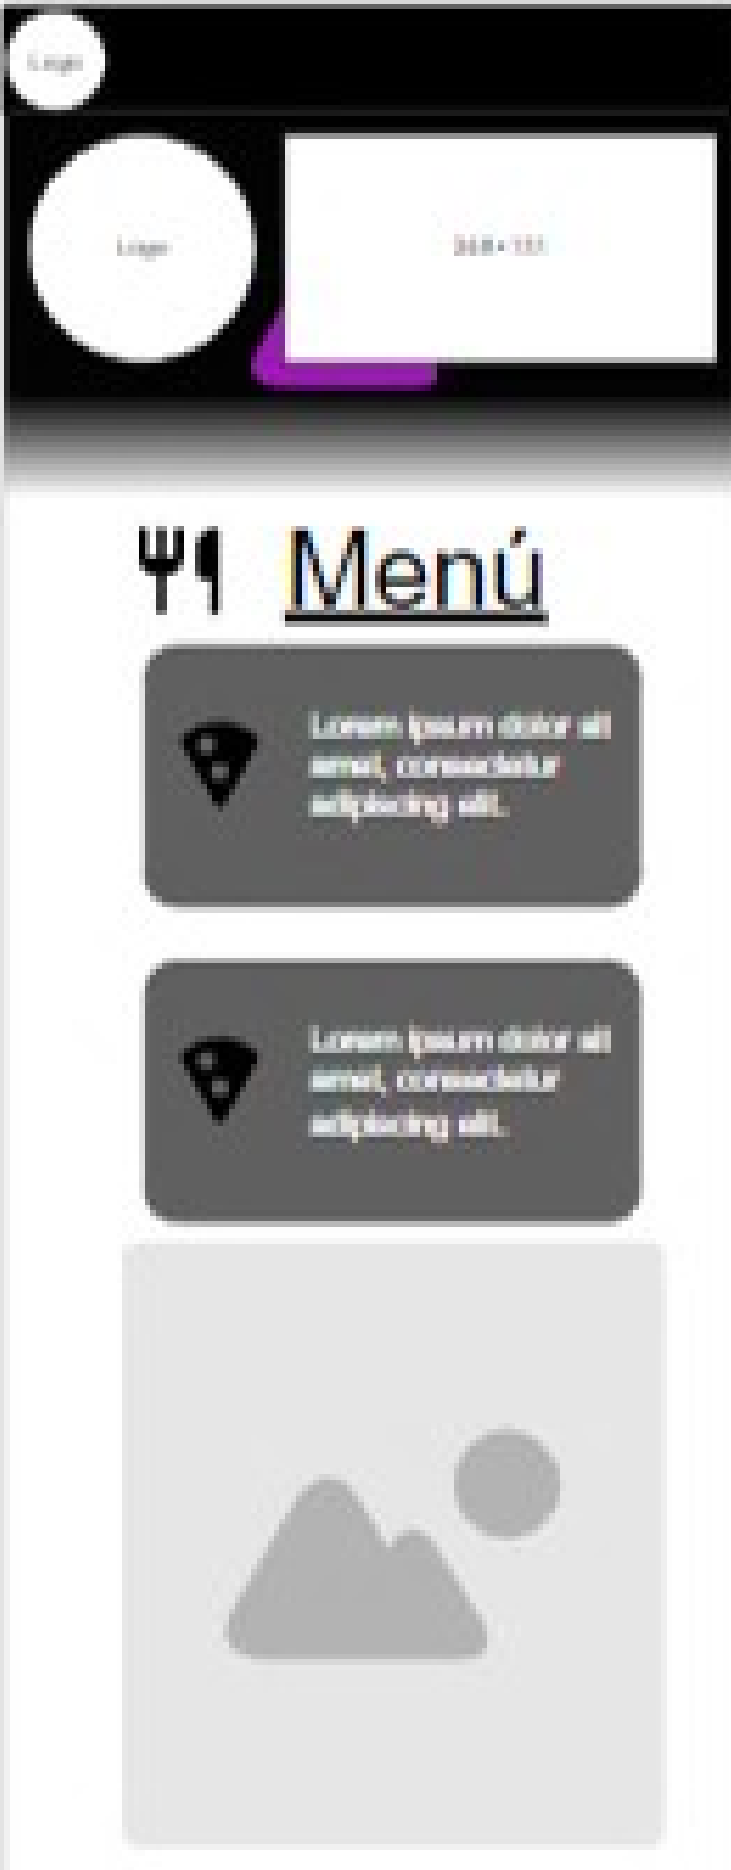 Logo
Logo
Menú
Lorem ipsum dolor sit
amet, consectetur
adipiscing elit.
Lorem ipsum dolor sit
amet, consectetur
adipiscing elit.